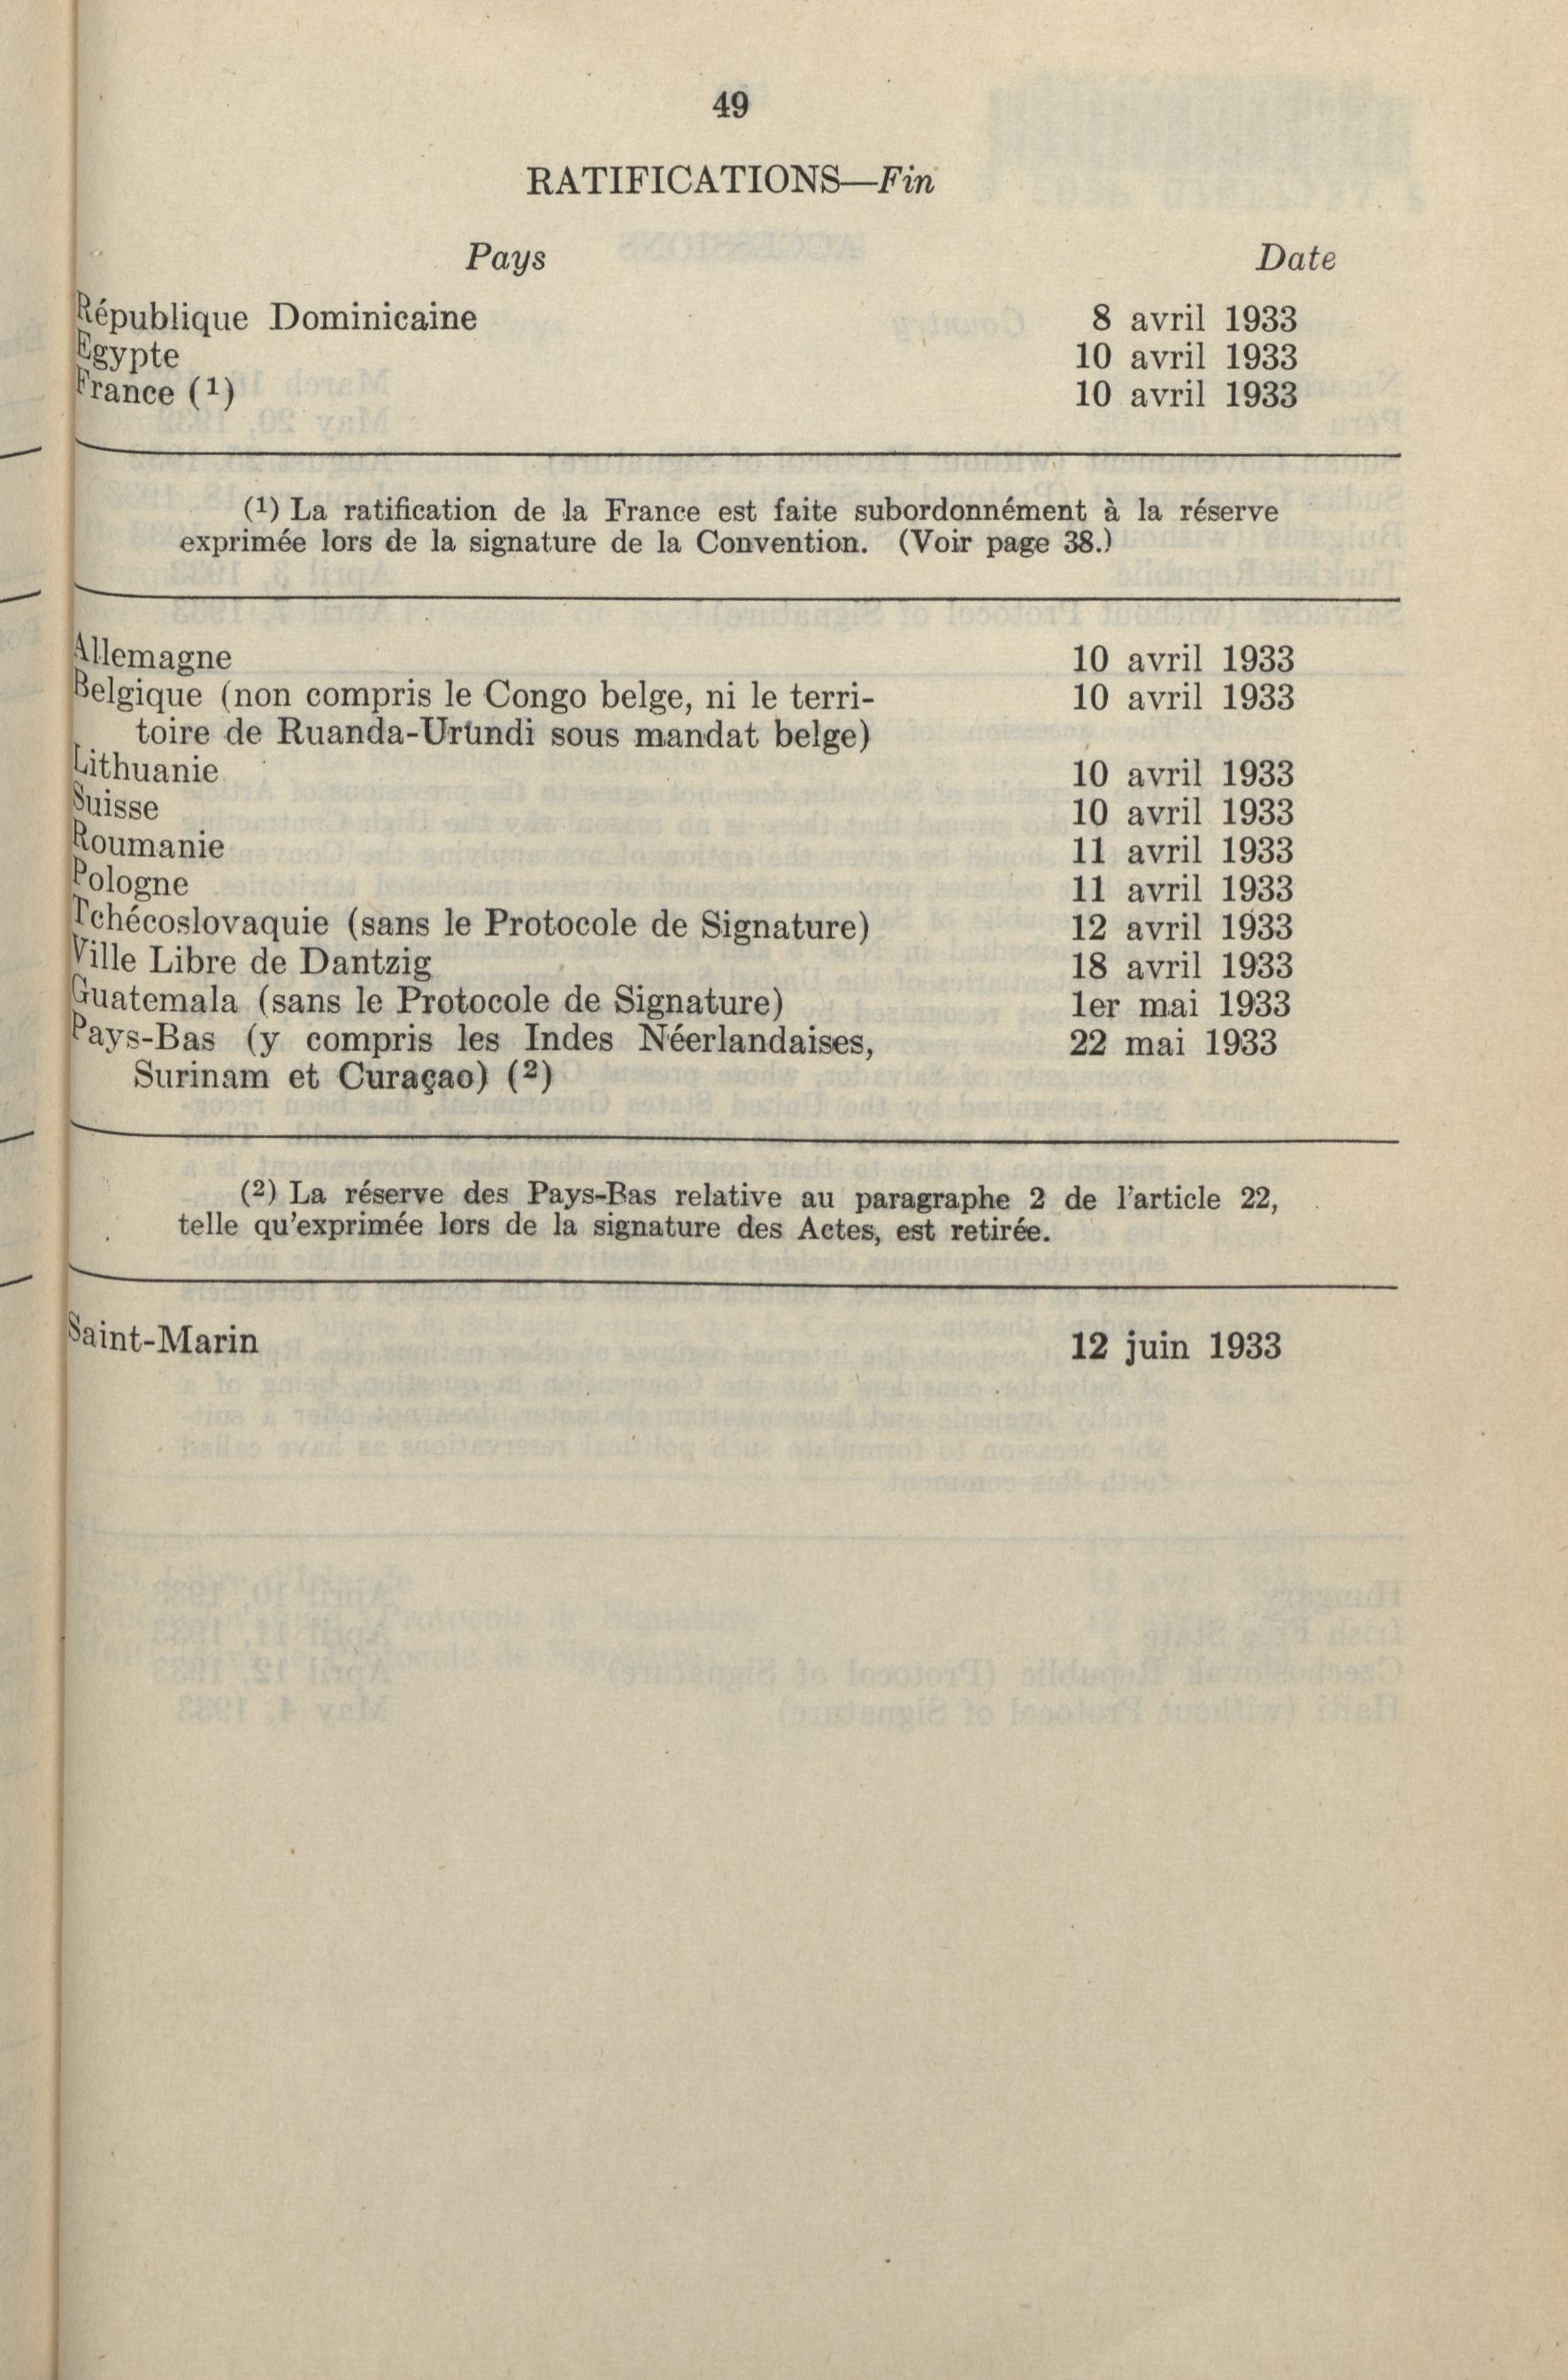 49
RATIFICATIONS—Fin
Pays Date
République Dominicaine 8 avril 1933
Egypte 10 avril 1933
France (1) 10 avril 1933
(1) La ratification de la France est faite subordonnément à la réserve
exprimée lors de la signature de la Convention. (Voir page 38.)
Allemagne 10 avril 1933
Belgique (non compris le Congo belge, ni le terri- 10 avril 1933
toire de Ruanda-Urundi sous mandat belge)
Lithuanie 10 avril 1933
Suisse 10 avril 1933
Roumanie 11 avril 1933
Pologne 11 avril 1933
Tchécoslovaquie (sans le Protocole de Signature) 12 avril 1933
Ville Libre de Dantzig 18 avril 1933
Guatemala (sans le Protocole de Signature) 1er mai 1933
Pays-Bas (y compris les Indes Néerlandaises, 22 mai 1933
Surinam et Curaçao) (2)
(2) La réserve des Pays-Bas relative au paragraphe 2 de l'article 22,
telle qu'exprimée lors de la signature des Actes, est retirée.
Saint-Marin 12 juin 1933